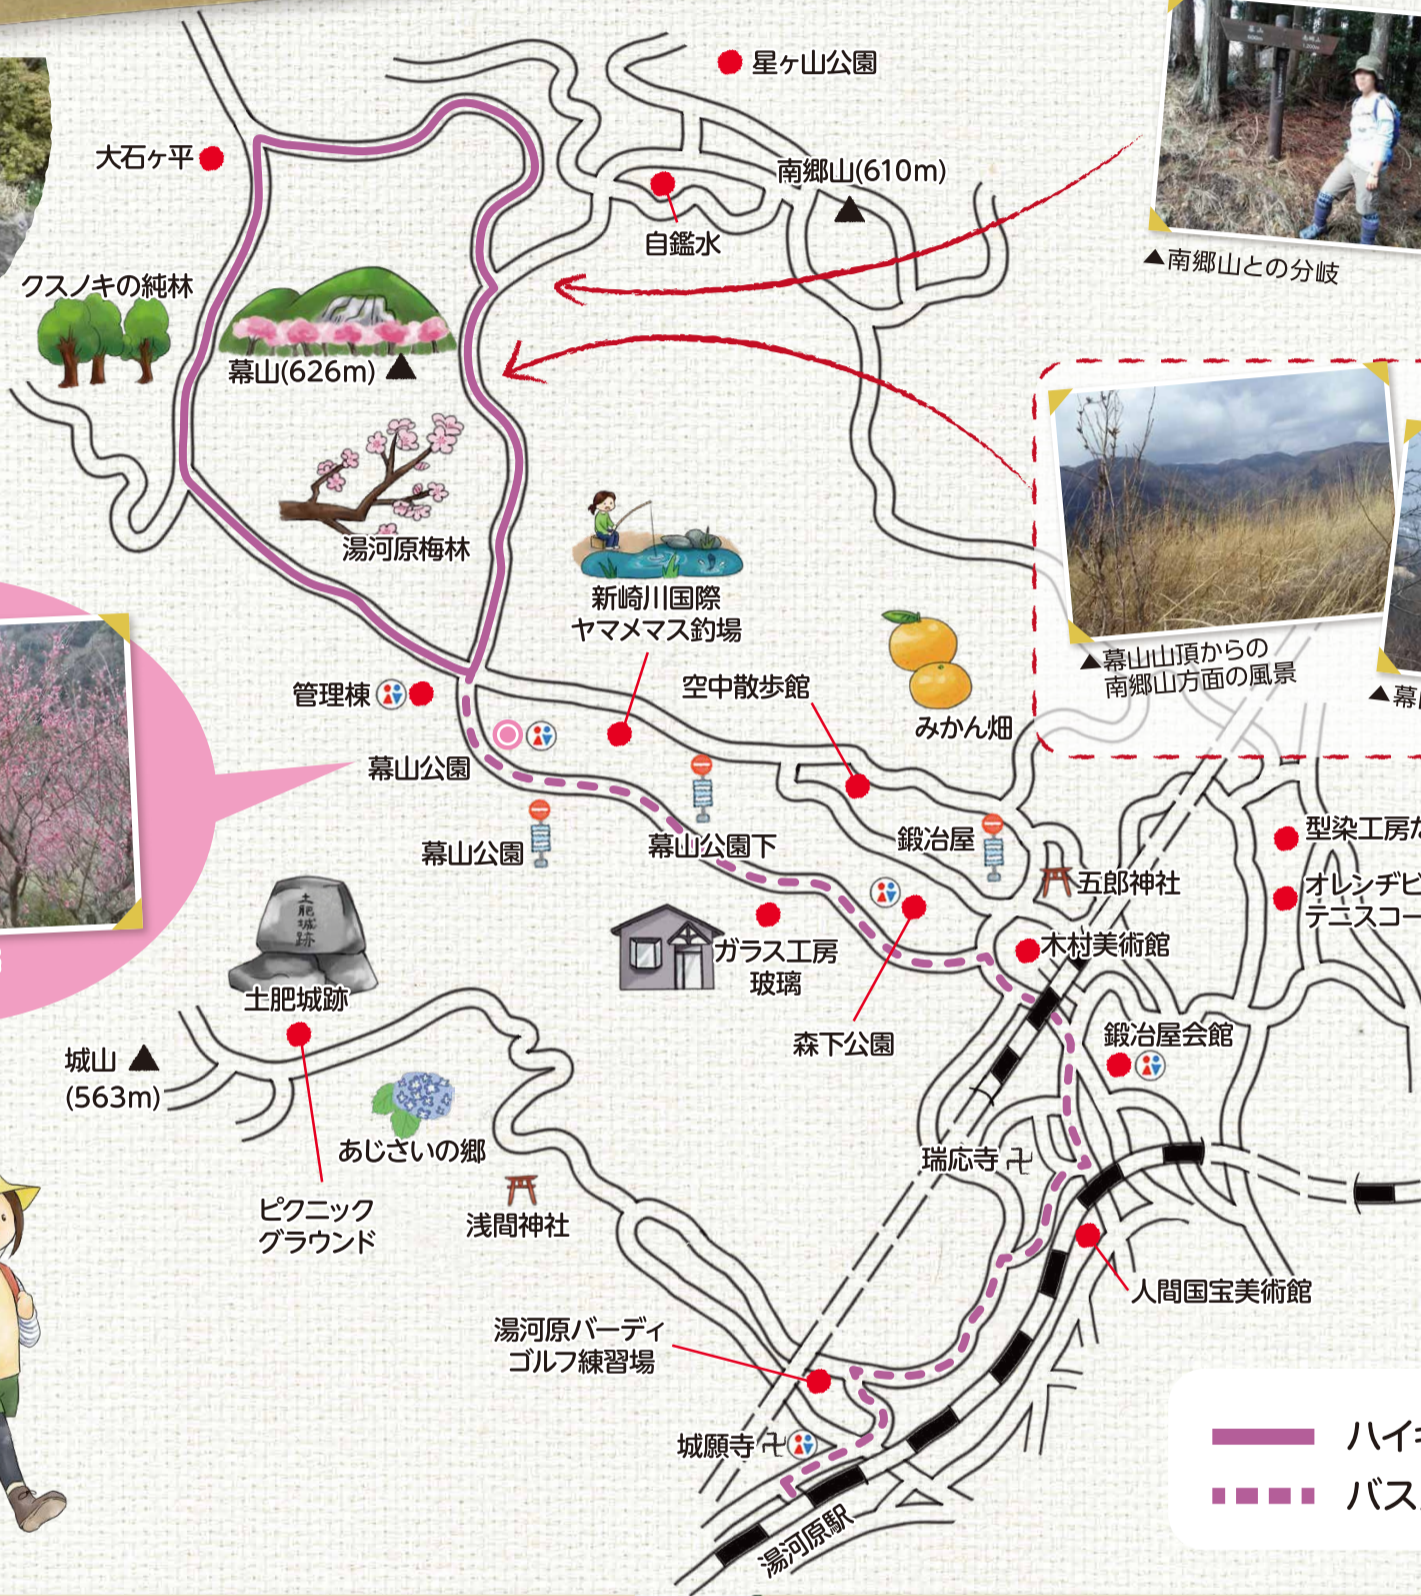 星ヶ山公園
大石ヶ平
南郷山(610m)
自鑑水
▲南郷山との分岐
クスノキの純林
幕山(626m)
湯河原梅林
新崎川国際
ヤマメマス釣場
▲幕山山頂からの
南郷山方面の風景
▲幕
管理棟
空中散歩館
みかん畑
幕山公園
幕山公園
幕山公園下
鍛冶屋
型染工房
五郎神社
オレンヂ
テニスコー
木村美術館
土肥城跡
ガラス工房
玻璃
土肥城跡
森下公園
鍛冶屋会館
城山
(563m)
あじさいの郷
瑞応寺 卍
ピクニック
グラウンド
浅間神社
人間国宝美術館
湯河原バーディ
ゴルフ練習場
城願寺 卍
湯河原駅
ハイ
バス